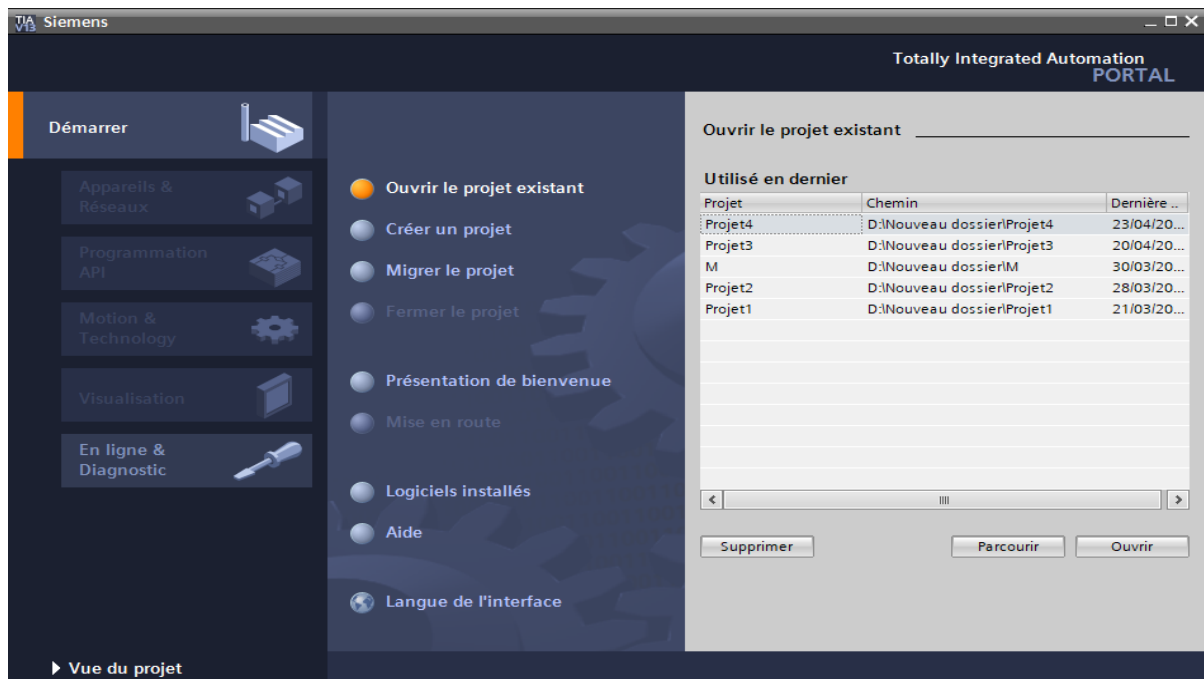 TIA V13 Siemens
Totally Integrated Automation
PORTAL
Démarrer
Appareils &
Réseaux
Programmation
API
Motion &
Technology
Visualisation
En ligne &
Diagnostic
Vue du projet
Ouvrir le projet existant
Créer un projet
Migrer le projet
Fermer le projet
Présentation de bienvenue
Mise en route
Logiciels installés
Aide
Langue de l'interface
Ouvrir le projet existant
Utilisé en dernier
Projet Chemin Dernière ..
Projet4 D:\Nouveau dossier\Projet4 23/04/20...
Projet3 D:\Nouveau dossier\Projet3 20/04/20...
M D:\Nouveau dossier\M 30/03/20...
Projet2 D:\Nouveau dossier\Projet2 28/03/20...
Projet1 D:\Nouveau dossier\Projet1 21/03/20...
Supprimer Parcourir Ouvrir